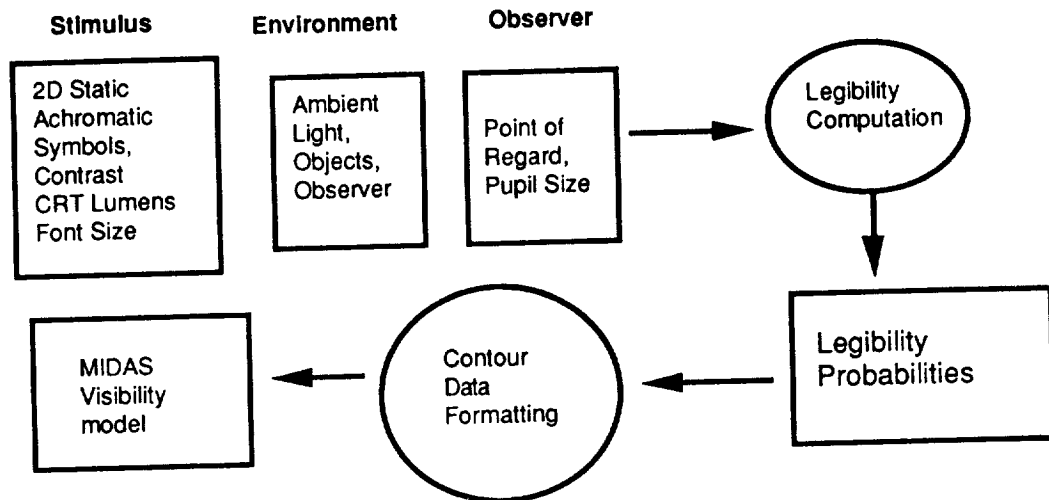 Stimulus
Environment
Observer
2D Static
Achromatic
Symbols,
Contrast
CRT Lumens
Font Size
Ambient
Light,
Objects,
Observer
Point of
Regard,
Pupil Size
Legibility
Computation
Legibility
Probabilities
Contour
Data
Formatting
MIDAS
Visibility
model